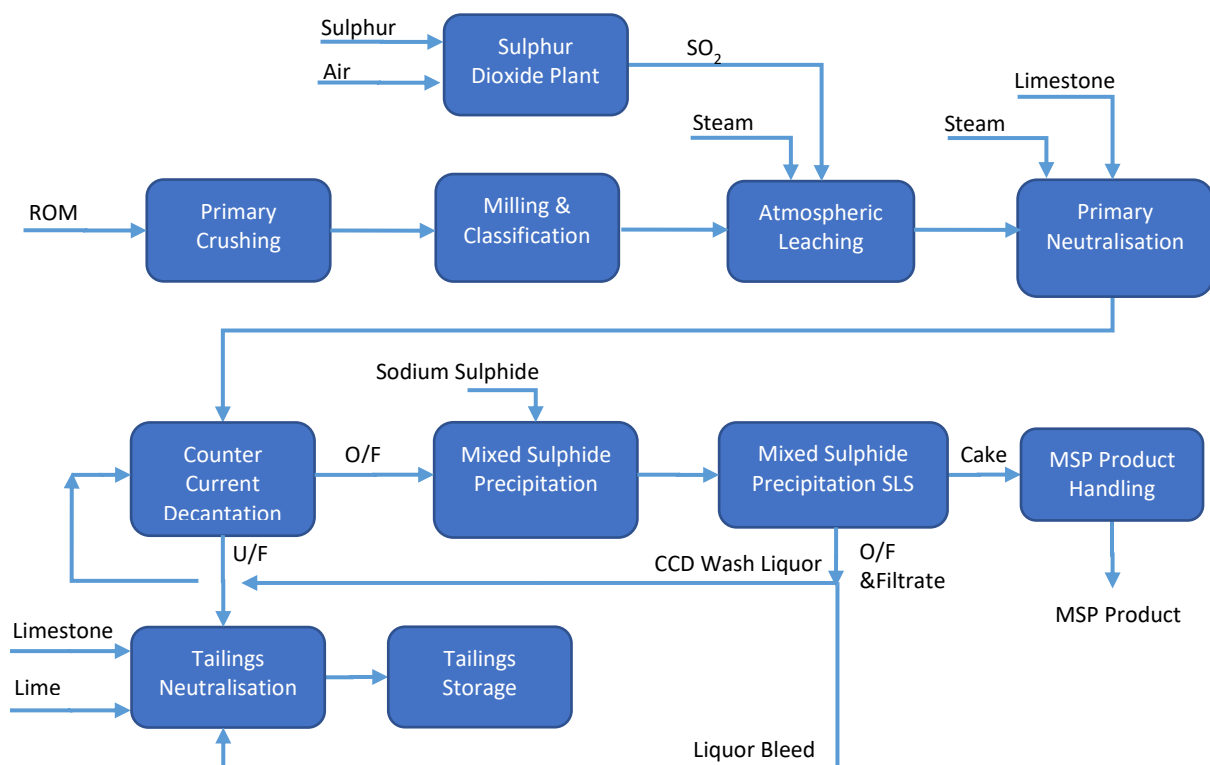 Sulphur
Air
Sulphur
Dioxide Plant
SO2
Steam
Steam
Limestone
ROM
Primary
Crushing
Milling &
Classification
Atmospheric
Leaching
Primary
Neutralisation
Sodium Sulphide
Counter
Current
Decantation
O/F
Mixed Sulphide
Precipitation
Mixed Sulphide
Precipitation SLS
Cake
MSP Product
Handling
U/F
CCD Wash Liquor
O/F
&Filtrate
MSP Product
Limestone
Lime
Tailings
Neutralisation
Tailings
Storage
Liquor Bleed